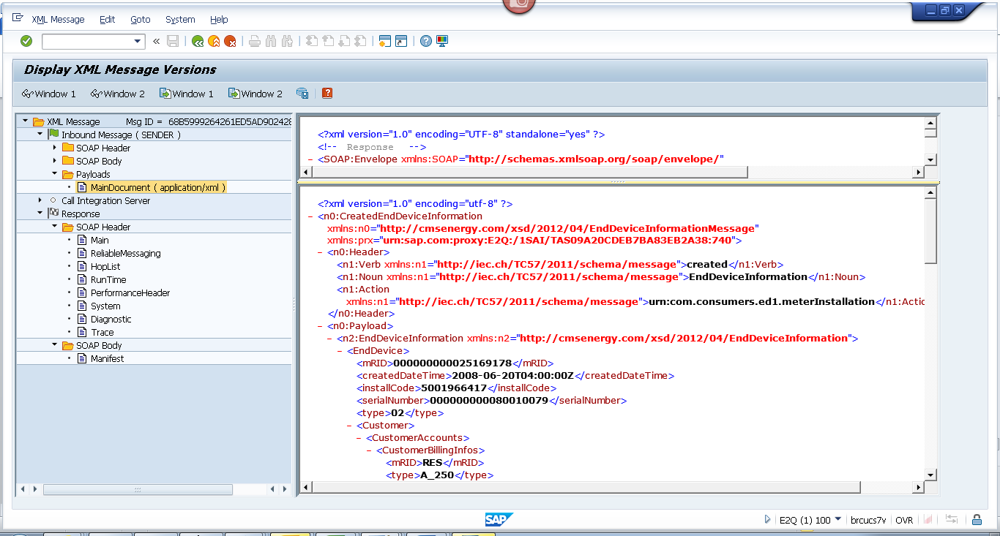 XML Message Edit Goto System Help
Display XML Message Versions
Window 1 Window 2 Window 1 Window 2
XML Message Msg ID = 68B5999264261ED5AD902428
Inbound Message ( SENDER )
SOAP Header
SOAP Body
Payloads
MainDocument ( application/xml )
Call Integration Server
Response
SOAP Header
Main
ReliableMessaging
HopList
RunTime
PerformanceHeader
System
Diagnostic
Trace
SOAP Body
Manifest
<?xml version="1.0" encoding="UTF-8" standalone="yes" ?>
<!-- Response -->
- <SOAP:Envelope xmlns:SOAP="http://schemas.xmlsoap.org/soap/envelope/"
<?xml version="1.0" encoding="utf-8" ?>
- <n0:CreatedEndDeviceInformation
xmlns:n0="http://cmsenergy.com/xsd/2012/04/EndDeviceInformationMessage"
xmlns:prx="urn:sap.com:proxy:E2Q:/1SAI/TAS09A20CDEB7BA83EB2A38:740">
- <n0:Header>
<n1:Verb xmlns:n1="http://iec.ch/TC57/2011/schema/message">created</n1:Verb>
<n1:Noun xmlns:n1="http://iec.ch/TC57/2011/schema/message">EndDeviceInformation</n1:Noun>
<n1:Action
xmlns:n1="http://iec.ch/TC57/2011/schema/message">urn:com.consumers.ed1.meterInstallation</n1:Actic
</n0:Header>
- <n0:Payload>
- <n2:EndDeviceInformation xmlns:n2="http://cmsenergy.com/xsd/2012/04/EndDeviceInformation">
- <EndDevice>
<mRID>000000000025169178</mRID>
<createdDateTime>2008-06-20T04:00:00Z</createdDateTime>
<installCode>5001966417</installCode>
<serialNumber>000000000080010079</serialNumber>
<type>02</type>
- <Customer>
- <CustomerAccounts>
- <CustomerBillingInfos>
<mRID>RES</mRID>
<type>A_250</type>
SAP
E2Q (1) 100 brcucs7v OVR